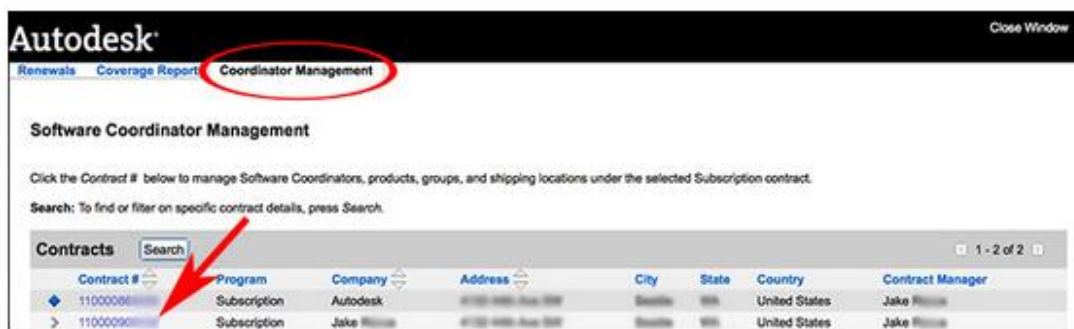 Autodesk
Close Window
Renewals Coverage Report Coordinator Management
Software Coordinator Management
Click the Contract # below to manage Software Coordinators, products, groups, and shipping locations under the selected Subscription contract.
Search: To find or filter on specific contract details, press Search.
Contracts Search 1 - 2 of 2
Contract # Program Company Address City State Country Contract Manager
Subscription Autodesk United States Jake
Subscription Jake United States Jake